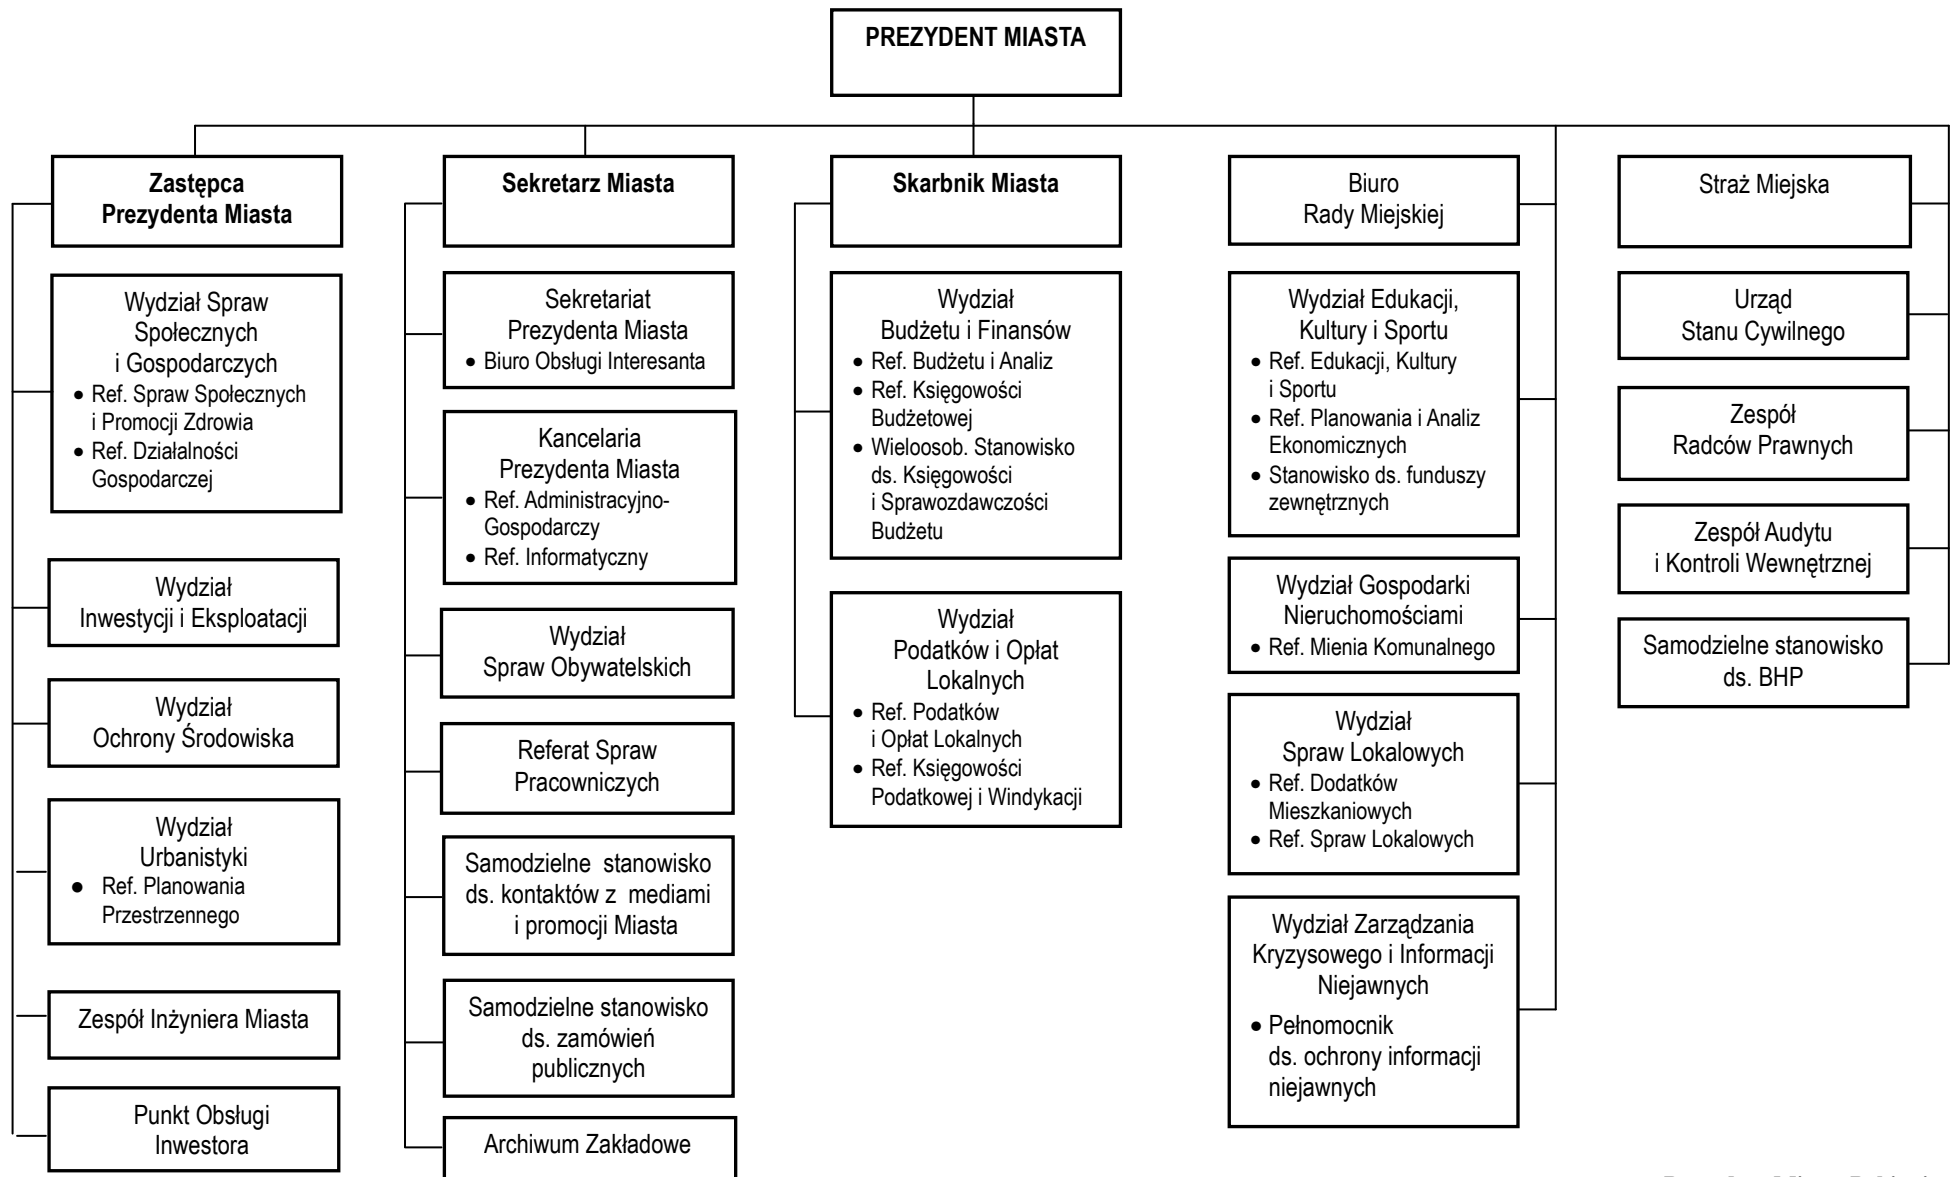 PREZYDENT MIASTA
Zastępca
Prezydenta Miasta
Wydział Spraw
Społecznych
i Gospodarczych
• Ref. Spraw Społecznych
i Promocji Zdrowia
• Ref. Działalności
Gospodarczej
Wydział
Inwestycji i Eksploatacji
Wydział
Ochrony Środowiska
Wydział
Urbanistyki
• Ref. Planowania
Przestrzennego
Zespół Inżyniera Miasta
Punkt Obsługi
Inwestora
Sekretarz Miasta
Sekretariat
Prezydenta Miasta
• Biuro Obsługi Interesanta
Kancelaria
Prezydenta Miasta
• Ref. Administracyjno-
Gospodarczy
• Ref. Informatyczny
Wydział
Spraw Obywatelskich
Referat Spraw
Pracowniczych
Samodzielne stanowisko
ds. kontaktów z mediami
i promocji Miasta
Samodzielne stanowisko
ds. zamówień
publicznych
Archiwum Zakładowe
Skarbnik Miasta
Wydział
Budżetu i Finansów
• Ref. Budżetu i Analiz
• Ref. Księgowości
Budżetowej
• Wieloosob. Stanowisko
ds. Księgowości
i Sprawozdawczości
Budżetu
Wydział
Podatków i Opłat
Lokalnych
• Ref. Podatków
i Opłat Lokalnych
• Ref. Księgowości
Podatkowej i Windykacji
Biuro
Rady Miejskiej
Wydział Edukacji,
Kultury i Sportu
• Ref. Edukacji, Kultury
i Sportu
• Ref. Planowania i Analiz
Ekonomicznych
• Stanowisko ds. funduszy
zewnętrznych
Wydział Gospodarki
Nieruchomościami
• Ref. Mienia Komunalnego
Wydział
Spraw Lokalowych
• Ref. Dodatków
Mieszkaniowych
• Ref. Spraw Lokalowych
Wydział Zarządzania
Kryzysowego i Informacji
Niejawnych
• Pełnomocnik
ds. ochrony informacji
niejawnych
Straż Miejska
Urząd
Stanu Cywilnego
Zespół
Radców Prawnych
Zespół Audytu
i Kontroli Wewnętrznej
Samodzielne stanowisko
ds. BHP